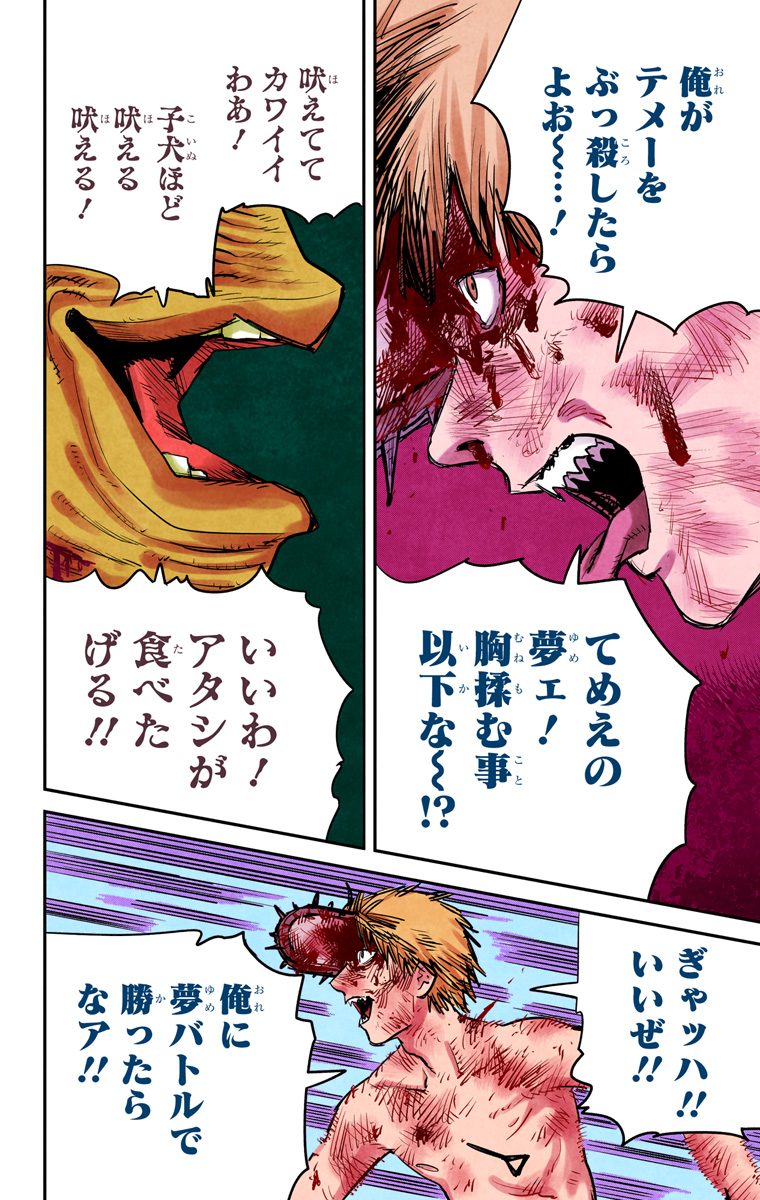 俺が
テメーを
ぶっ殺したら
よお〜…!
てめえの
夢ェ!
胸揉む事
以下な〜!?
吠えてて
カワイイ
わあ!
子犬ほど
吠える
吠える!
いいわ!
アタシが
食べた
げる!!
ぎゃッハ!!
いいぜ!!
俺に
夢バトルで
勝ったら
なア!!